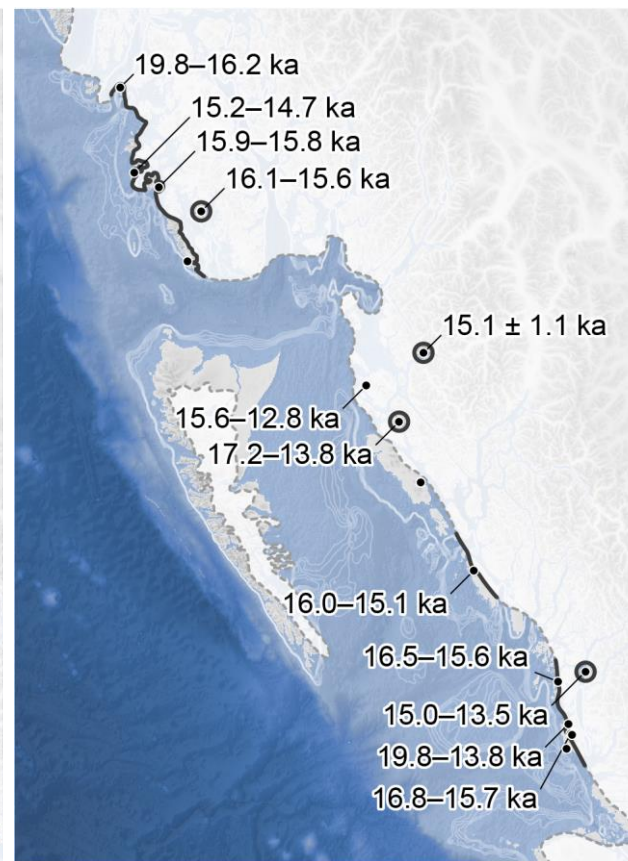 19.8–16.2 ka
15.2–14.7 ka
15.9–15.8 ka
16.1–15.6 ka
15.1 ± 1.1 ka
15.6–12.8 ka
17.2–13.8 ka
16.0–15.1 ka
16.5–15.6 ka
15.0–13.5 ka
19.8–13.8 ka
16.8–15.7 ka